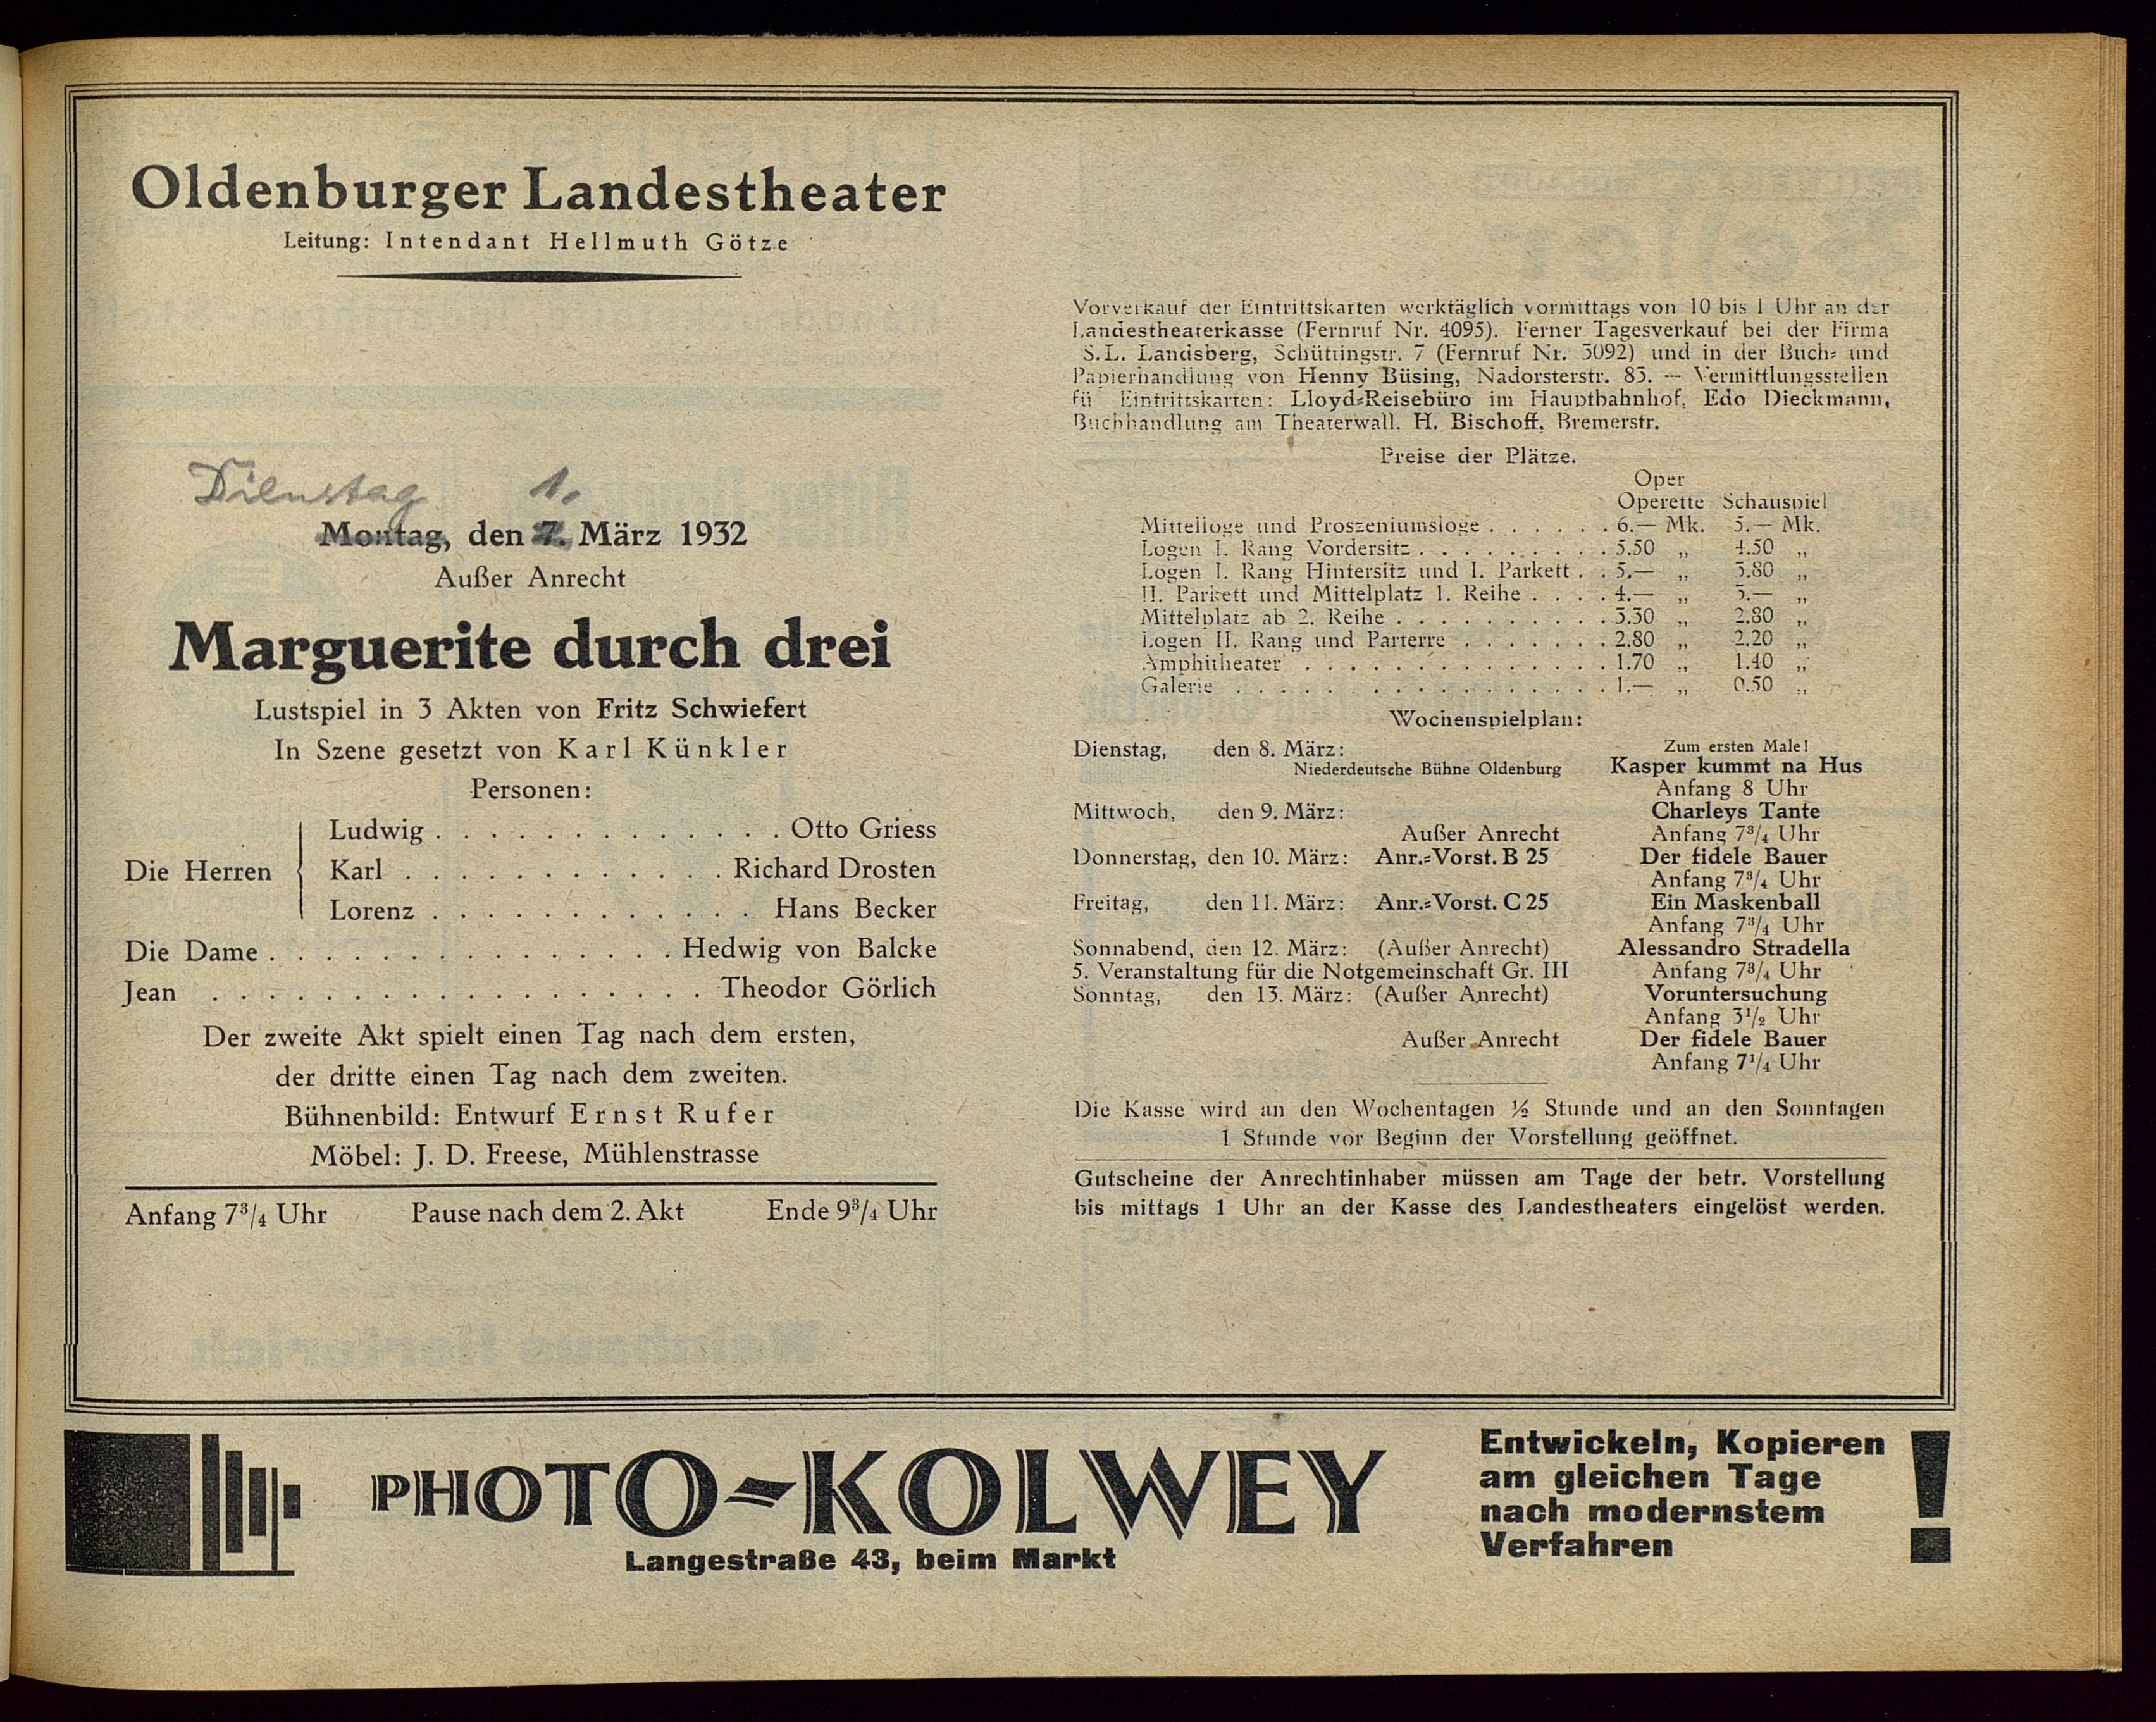 Oldenburger Landestheater
Leitung: Intendant Hellmuth Götze
Dienstag 1.
Montag, den 7. März 1932
Außer Anrecht
Marguerite durch drei
Lustspiel in 3 Akten von Fritz Schwiefert
In Szene gesetzt von Karl Künkler
Personen:
Ludwig . . . . . . . . . . . . . Otto Griess
Die Herren { Karl . . . . . . . . . . . . Richard Drosten
Lorenz . . . . . . . . . . . . Hans Becker
Die Dame . . . . . . . . . . . . . . . Hedwig von Balcke
Jean . . . . . . . . . . . . . . . . . . Theodor Görlich
Der zweite Akt spielt einen Tag nach dem ersten,
der dritte einen Tag nach dem zweiten.
Bühnenbild: Entwurf Ernst Rufer
Möbel: J. D. Freese, Mühlenstrasse
Anfang 7³/₄ Uhr Pause nach dem 2. Akt Ende 9³/₄ Uhr
Vorverkauf der Eintrittskarten werktäglich vormittags von 10 bis 1 Uhr an der
Landestheaterkasse (Fernruf Nr. 4095). Ferner Tagesverkauf bei der Firma
S. L. Landsberg, Schüttingstr. 7 (Fernruf Nr. 3092) und in der Buch- und
Papierhandlung von Henny Büsing, Nadorsterstr. 83. — Vermittlungsstellen
fü Eintrittskarten: Lloyd-Reisebüro im Hauptbahnhof, Edo Dieckmann,
Buchhandlung am Theaterwall, H. Bischoff, Bremerstr.
Preise der Plätze.
Oper
Operette Schauspiel
Mittelloge und Proszeniumsloge . . . . . . 6.— Mk. 5.— Mk.
Logen I. Rang Vordersitz . . . . . . . . . 5.50 „ 4.50 „
Logen I. Rang Hintersitz und I. Parkett . . 5.— „ 3.80 „
II. Parkett und Mittelplatz 1. Reihe . . . . 4.— „ 3.— „
Mittelplatz ab 2. Reihe . . . . . . . . . . 3.30 „ 2.80 „
Logen II. Rang und Parterre . . . . . . . 2.80 „ 2.20 „
Amphitheater . . . . . . . . . . . . . . 1.70 „ 1.40 „
Galerie . . . . . . . . . . . . . . . . . 1.— „ 0.50 „
Wochenspielplan:
Dienstag, den 8. März: Zum ersten Male!
Niederdeutsche Bühne Oldenburg Kasper kummt na Hus
Anfang 8 Uhr
Mittwoch, den 9. März: Charleys Tante
Außer Anrecht Anfang 7³/₄ Uhr
Donnerstag, den 10. März: Anr.-Vorst. B 25 Der fidele Bauer
Anfang 7³/₄ Uhr
Freitag, den 11. März: Anr.-Vorst. C 25 Ein Maskenball
Anfang 7³/₄ Uhr
Sonnabend, den 12. März: (Außer Anrecht) Alessandro Stradella
5. Veranstaltung für die Notgemeinschaft Gr. III Anfang 7³/₄ Uhr
Sonntag, den 13. März: (Außer Anrecht) Voruntersuchung
Anfang 3¹/₂ Uhr
Außer Anrecht Der fidele Bauer
Anfang 7¹/₄ Uhr
Die Kasse wird an den Wochentagen ½ Stunde und an den Sonntagen
1 Stunde vor Beginn der Vorstellung geöffnet.
Gutscheine der Anrechtinhaber müssen am Tage der betr. Vorstellung
bis mittags 1 Uhr an der Kasse des Landestheaters eingelöst werden.
PHOTO-KOLWEY
Langestraße 43, beim Markt
Entwickeln, Kopieren
am gleichen Tage
nach modernstem
Verfahren !